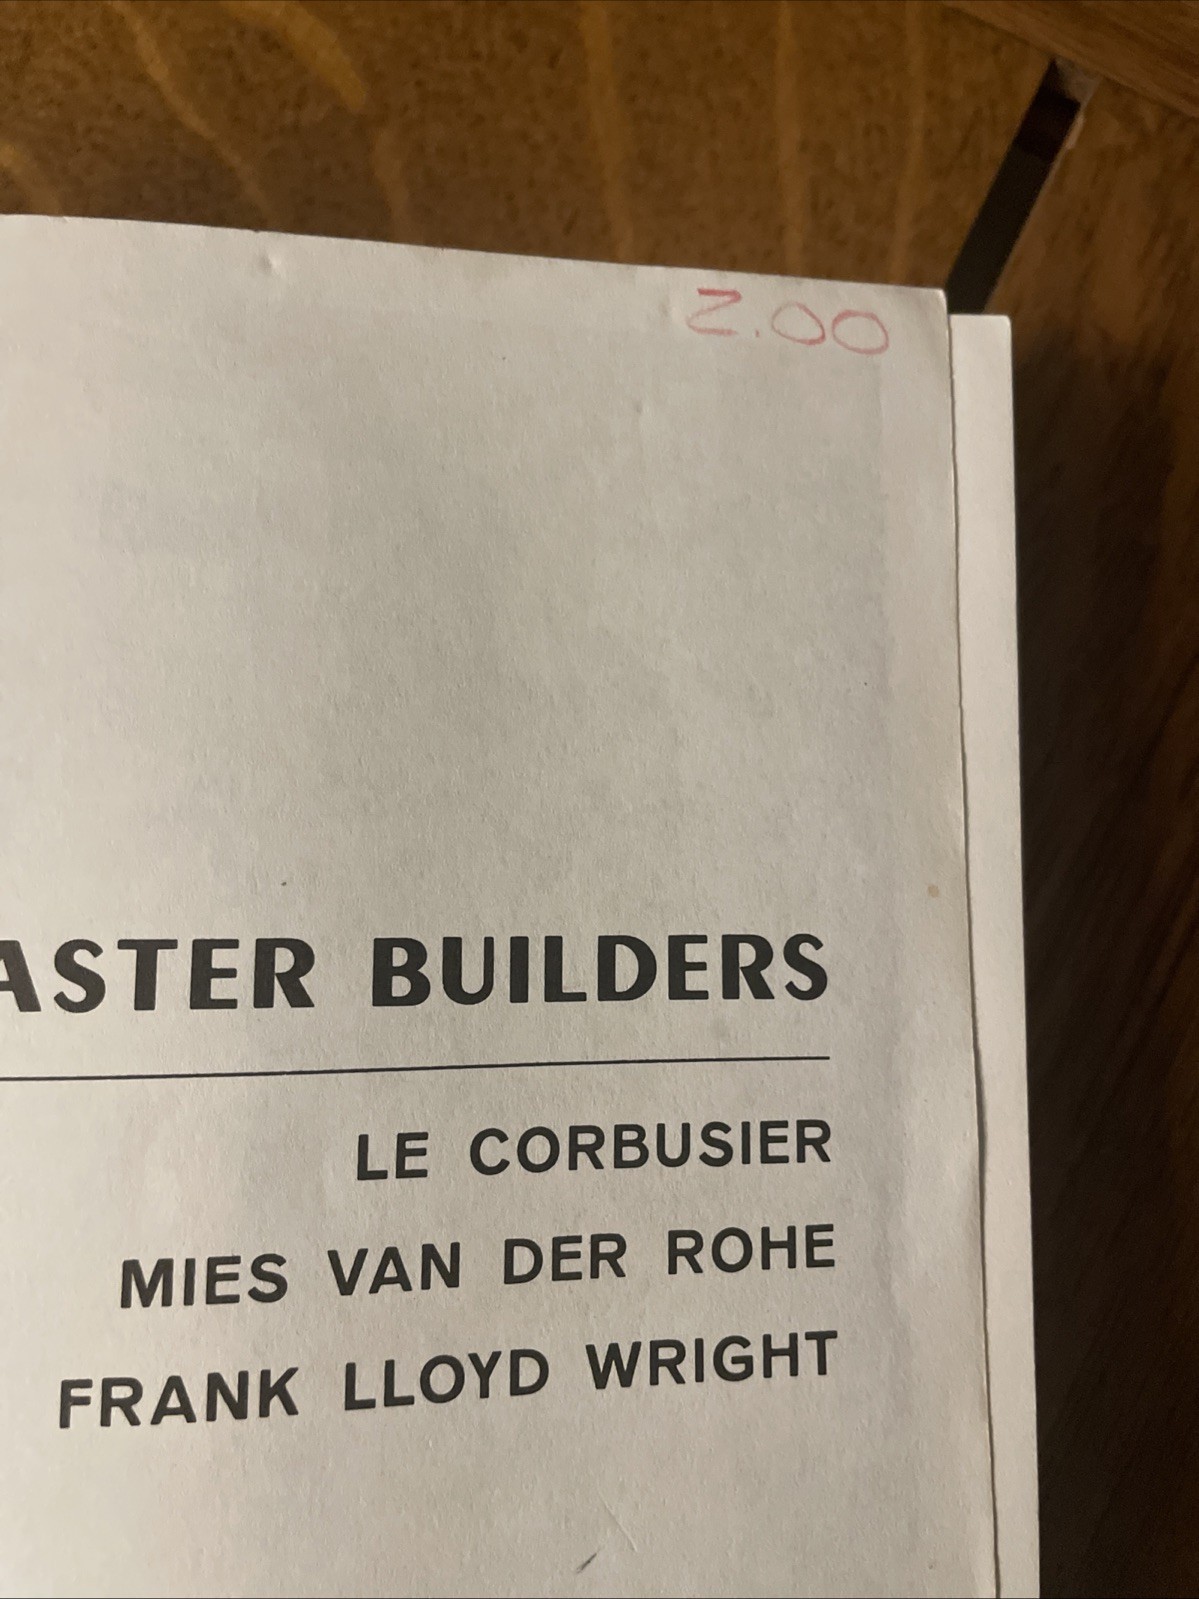 2.00
ASTER BUILDERS
LE CORBUSIER
MIES VAN DER ROHE
FRANK LLOYD WRIGHT